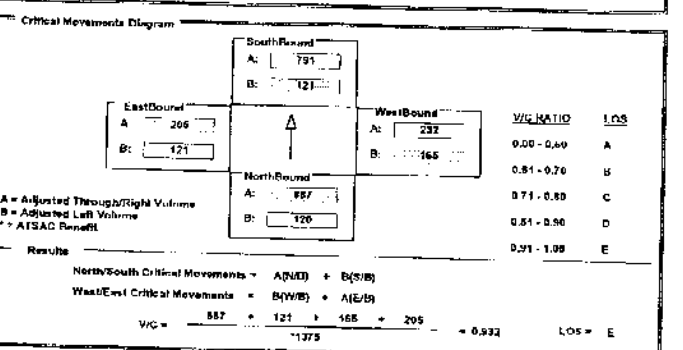 Critical Movements Diagram
SouthBound
A: 791
B: 121
EastBound
A: 205
B: 121
WestBound
A: 232
B: 165
NorthBound
A: 887
B: 120
V/C RATIO LOS
0.00 - 0.60 A
0.61 - 0.70 B
0.71 - 0.80 C
0.81 - 0.90 D
0.91 - 1.00 E
A = Adjusted Through/Right Volume
B = Adjusted Left Volume
* = ATSAC Benefit
Results
North/South Critical Movements = A(N/B) + B(S/B)
West/East Critical Movements = B(W/B) + A(E/B)
V/C = 887 + 121 + 165 + 205 = 0.932 LOS = E
*1375